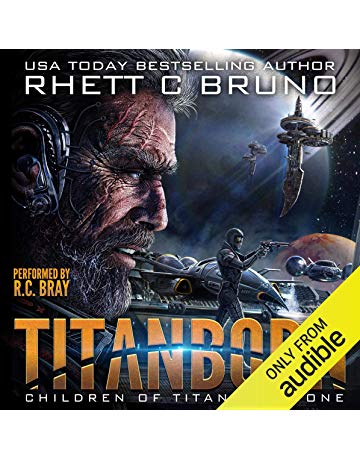 USA TODAY BESTSELLING AUTHOR
RHETT C BRUNO
PERFORMED BY
R.C. BRAY
TITANBOR
CHILDREN OF TITAN
ONE
ONLY FROM
audible